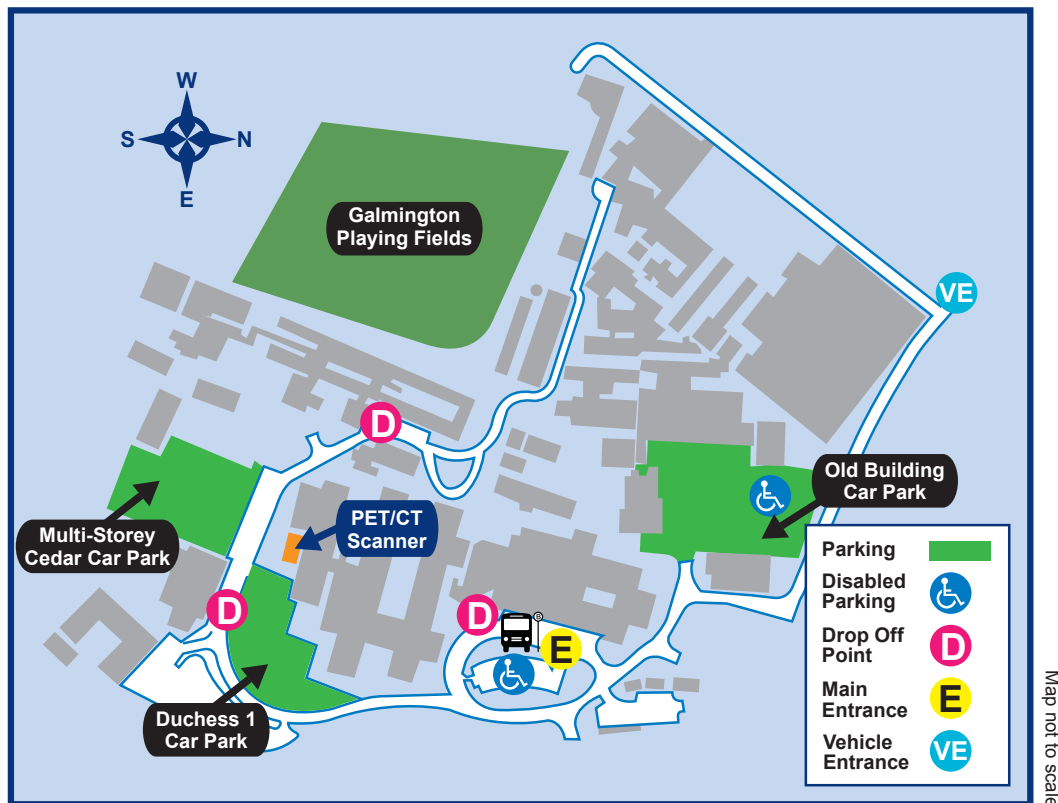 W
S
N
E
Galmington
Playing Fields
VE
D
Multi-Storey
Cedar Car Park
PET/CT
Scanner
Old Building
Car Park
D
D
B
E
Duchess 1
Car Park
Parking
Disabled
Parking
Drop Off
Point
D
Main
Entrance
E
Vehicle
Entrance
VE
Map not to scale